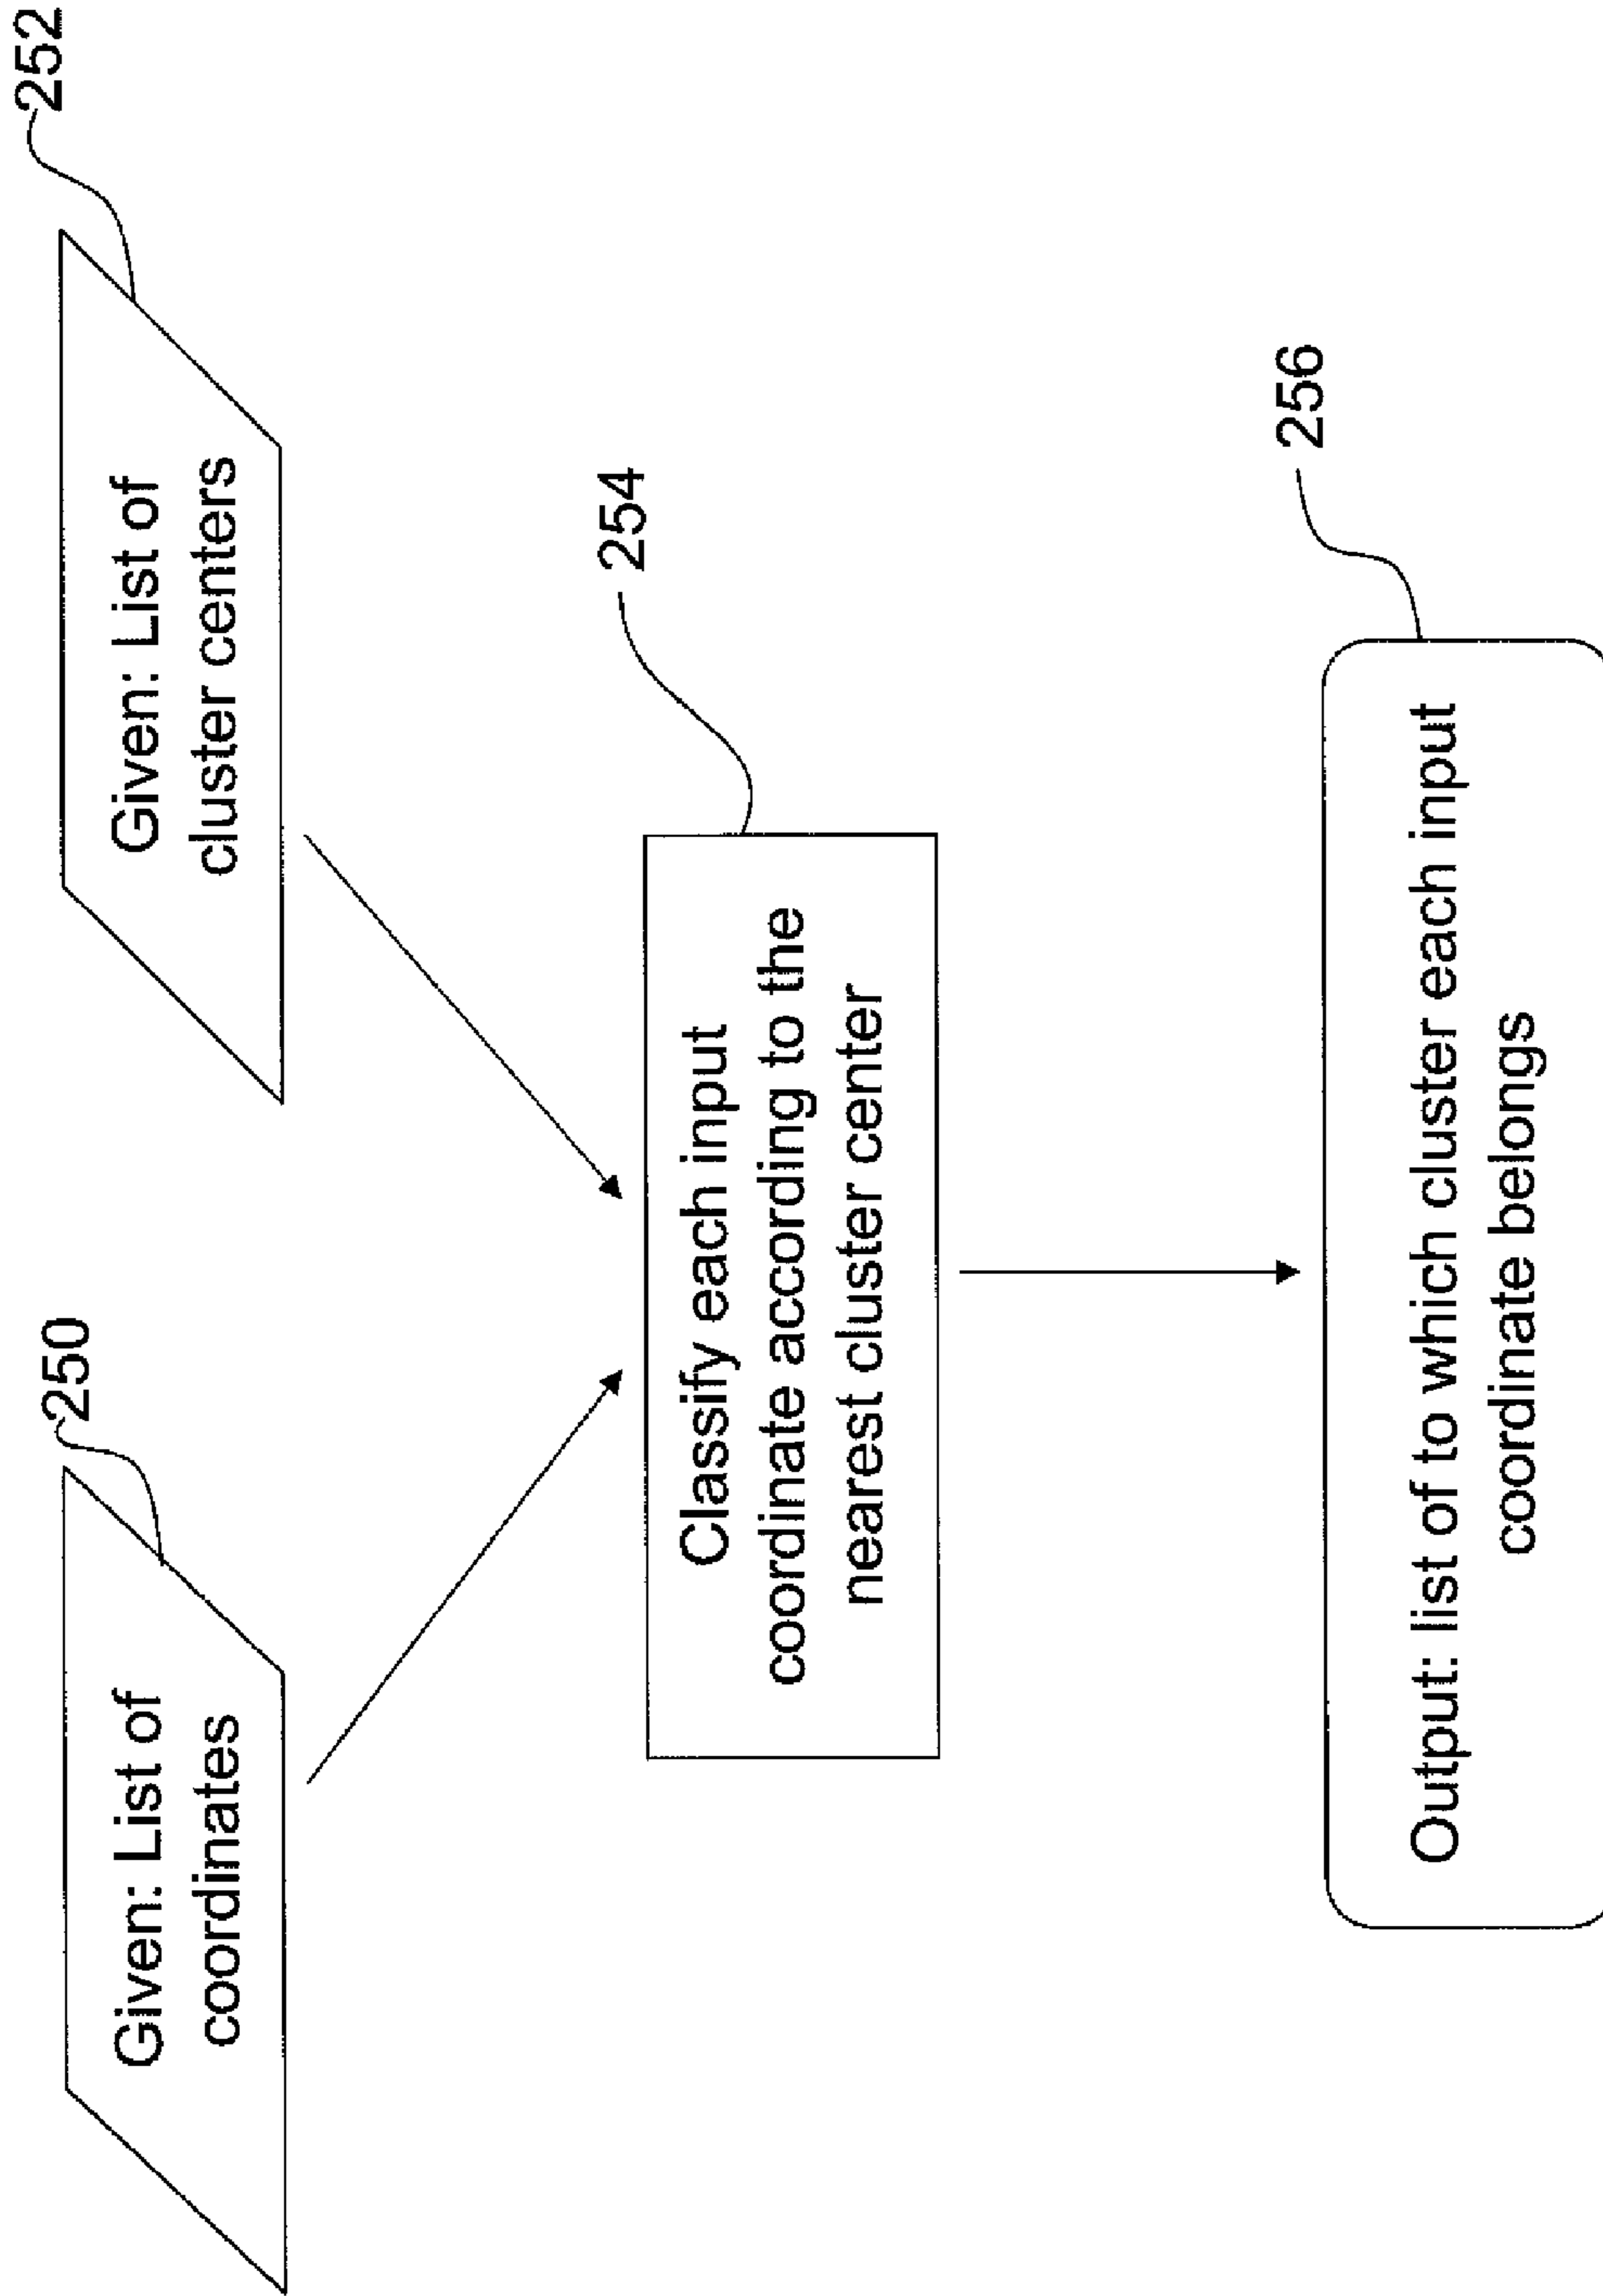 250
Given: List of
coordinates
252
Given: List of
cluster centers
254
Classify each input
coordinate according to the
nearest cluster center
256
Output: list of to which cluster each input
coordinate belongs